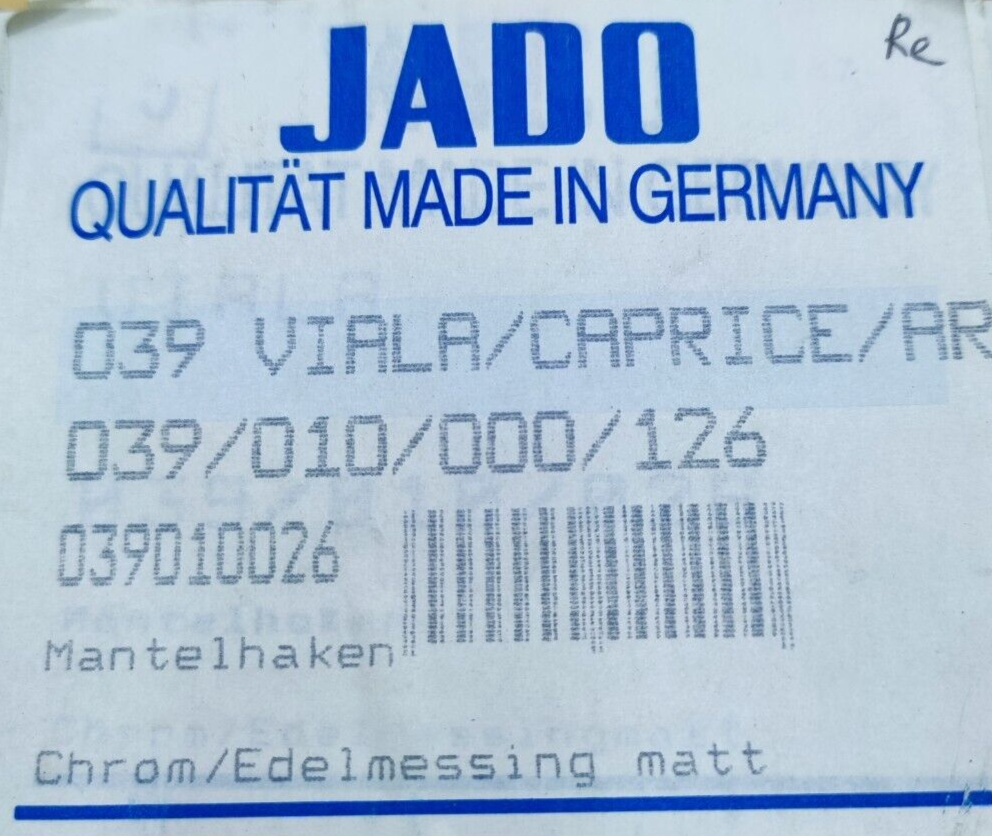 JADO
Re
QUALITÄT MADE IN GERMANY
039 VIALA/CAPRICE/AR
039/010/000/126
039010026
Mantelhaken
Chrom/Edelmessing matt